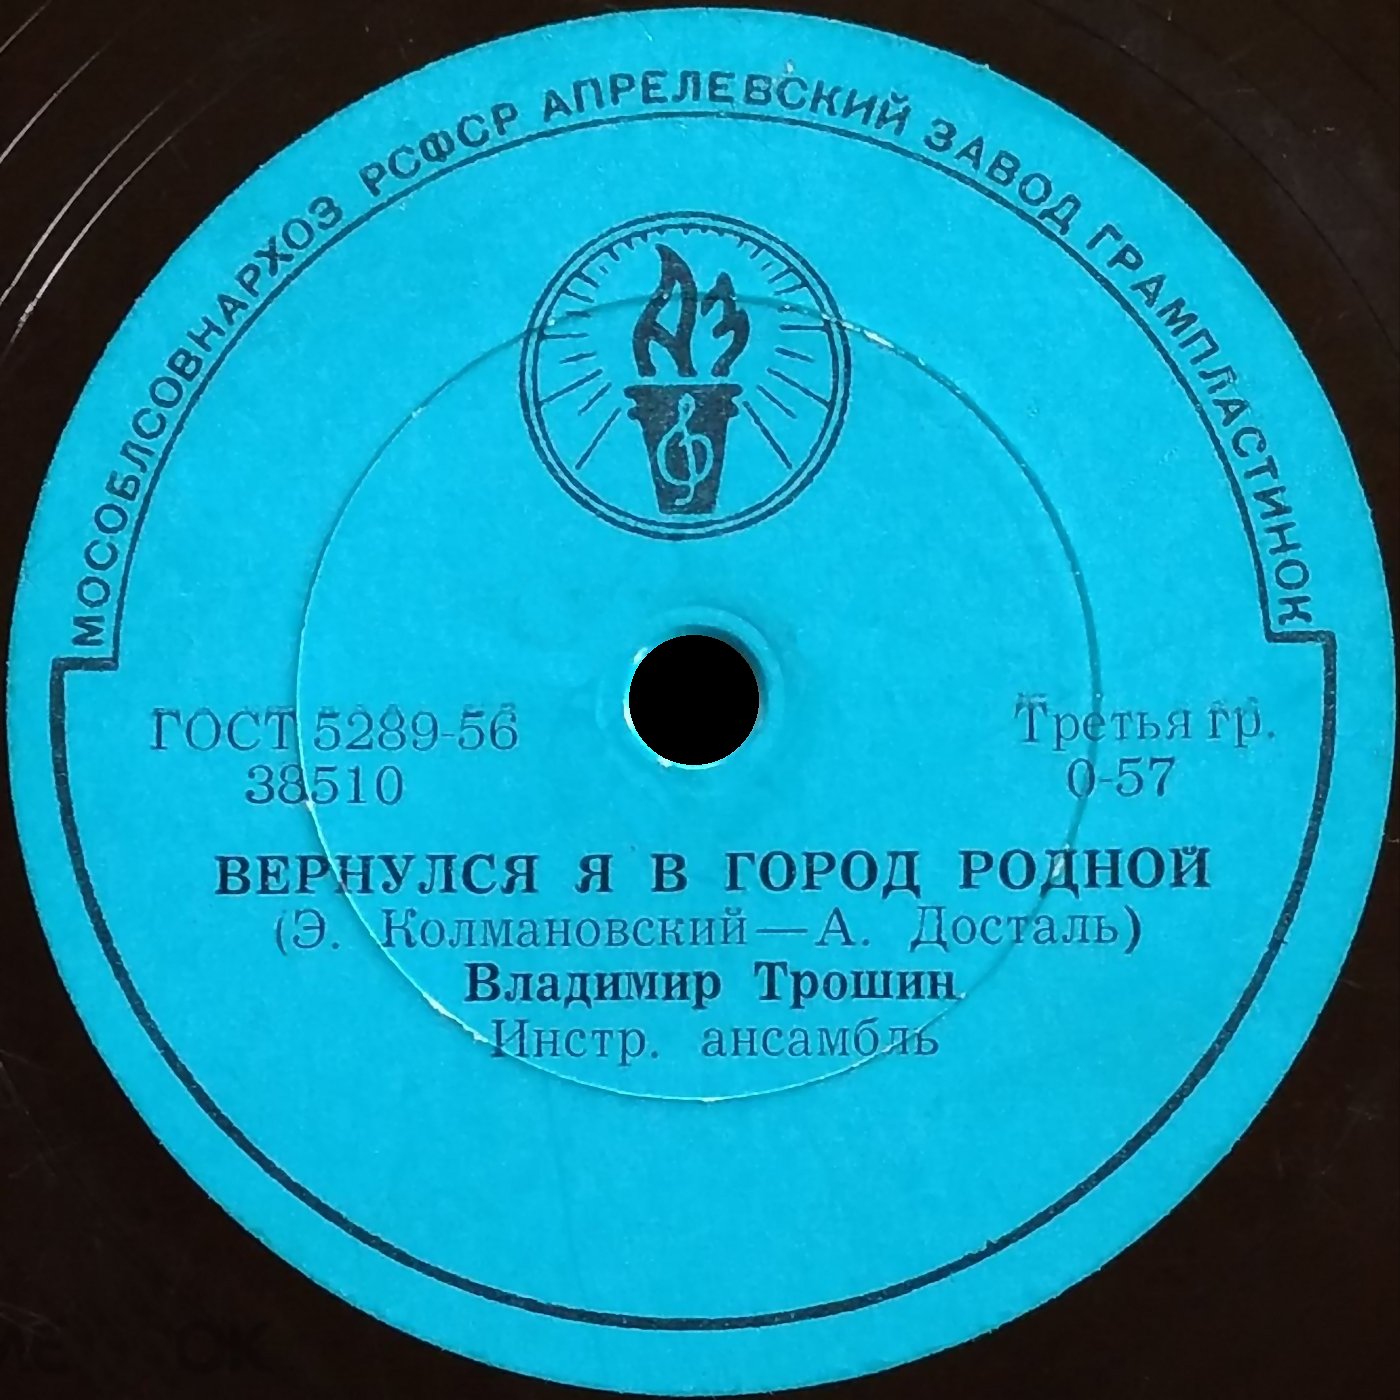 МОСОБЛСОВНАРХОЗ РСФСР АПРЕЛЕВСКИЙ ЗАВОД ГРАМПЛАСТИНОК
АЗ
ГОСТ 5289-56
38510
Третья гр.
0-57
ВЕРНУЛСЯ Я В ГОРОД РОДНОЙ
(Э. Колмановский — А. Досталь)
Владимир Трошин
Инстр. ансамбль